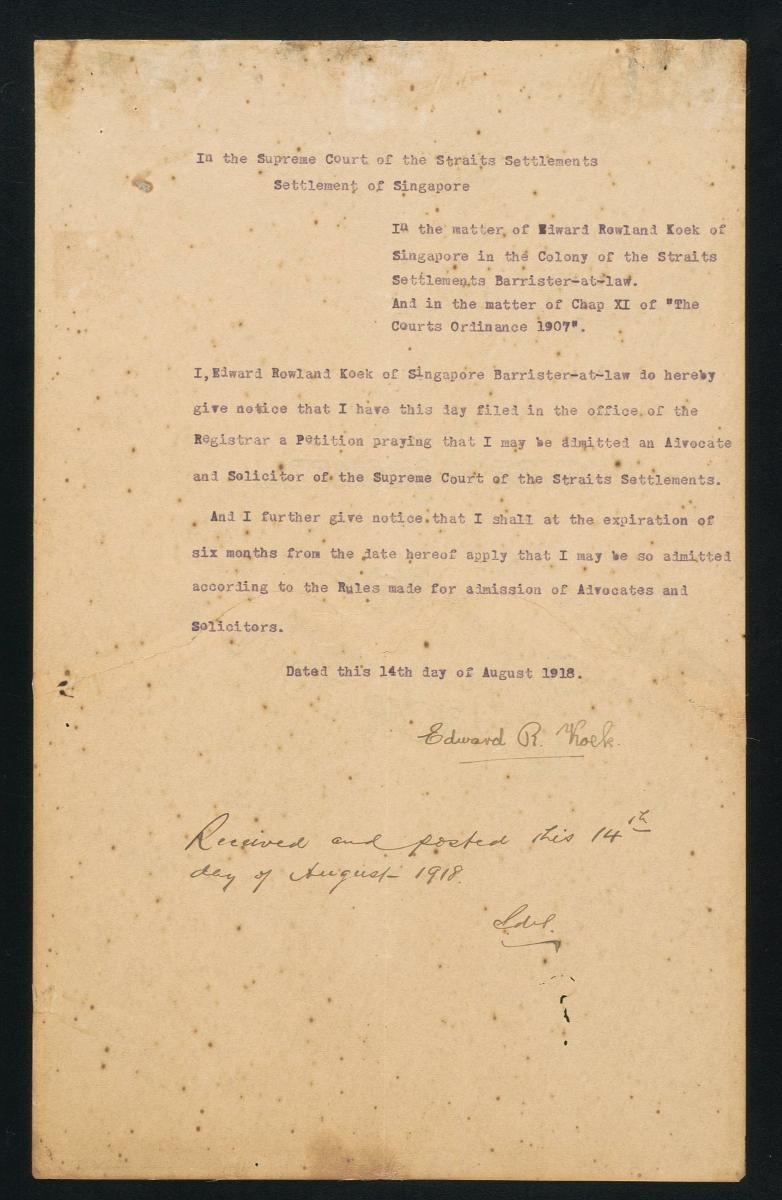 In the Supreme Court of the Straits Settlements
Settlement of Singapore
In the matter of Edward Rowland Koek of
Singapore in the Colony of the Straits
Settlements Barrister-at-law.
And in the matter of Chap XI of "The
Courts Ordinance 1907".
I, Edward Rowland Koek of Singapore Barrister-at-law do hereby
give notice that I have this day filed in the office of the
Registrar a Petition praying that I may be admitted an Advocate
and Solicitor of the Supreme Court of the Straits Settlements.
And I further give notice that I shall at the expiration of
six months from the date hereof apply that I may be so admitted
according to the Rules made for admission of Advocates and
Solicitors.
Dated this 14th day of August 1918.
Edward R. Koek.
Received and posted this 14th
day of August 1918.